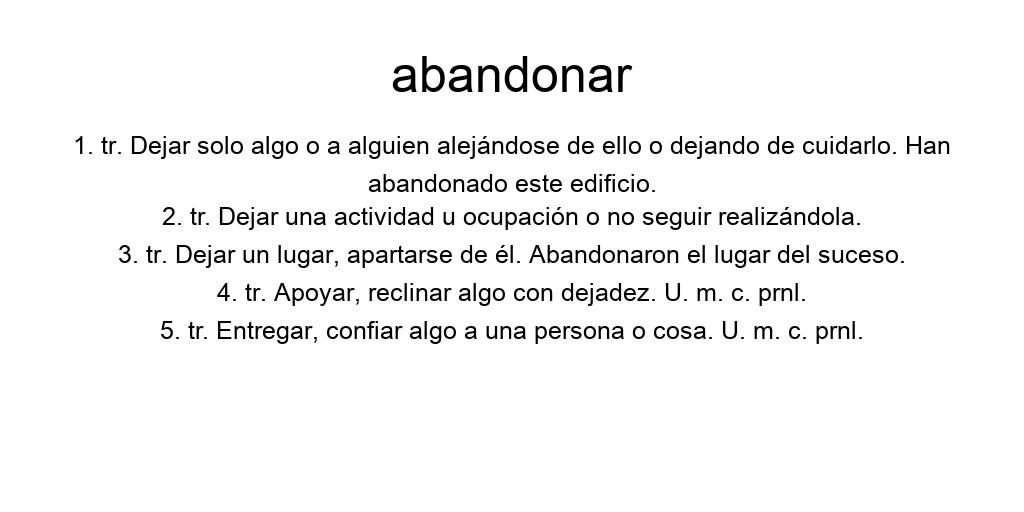 abandonar
1. tr. Dejar solo algo o a alguien alejándose de ello o dejando de cuidarlo. Han
abandonado este edificio.
2. tr. Dejar una actividad u ocupación o no seguir realizándola.
3. tr. Dejar un lugar, apartarse de él. Abandonaron el lugar del suceso.
4. tr. Apoyar, reclinar algo con dejadez. U. m. c. prnl.
5. tr. Entregar, confiar algo a una persona o cosa. U. m. c. prnl.